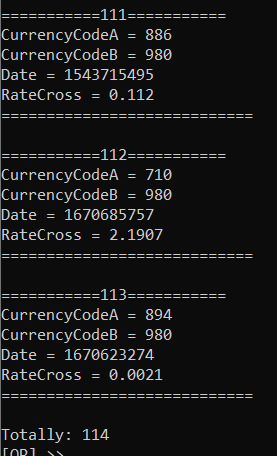 ===========111===========
CurrencyCodeA = 886
CurrencyCodeB = 980
Date = 1543715495
RateCross = 0.112
============================
===========112===========
CurrencyCodeA = 710
CurrencyCodeB = 980
Date = 1670685757
RateCross = 2.1907
============================
===========113===========
CurrencyCodeA = 894
CurrencyCodeB = 980
Date = 1670623274
RateCross = 0.0021
============================
Totally: 114
[OP] >>